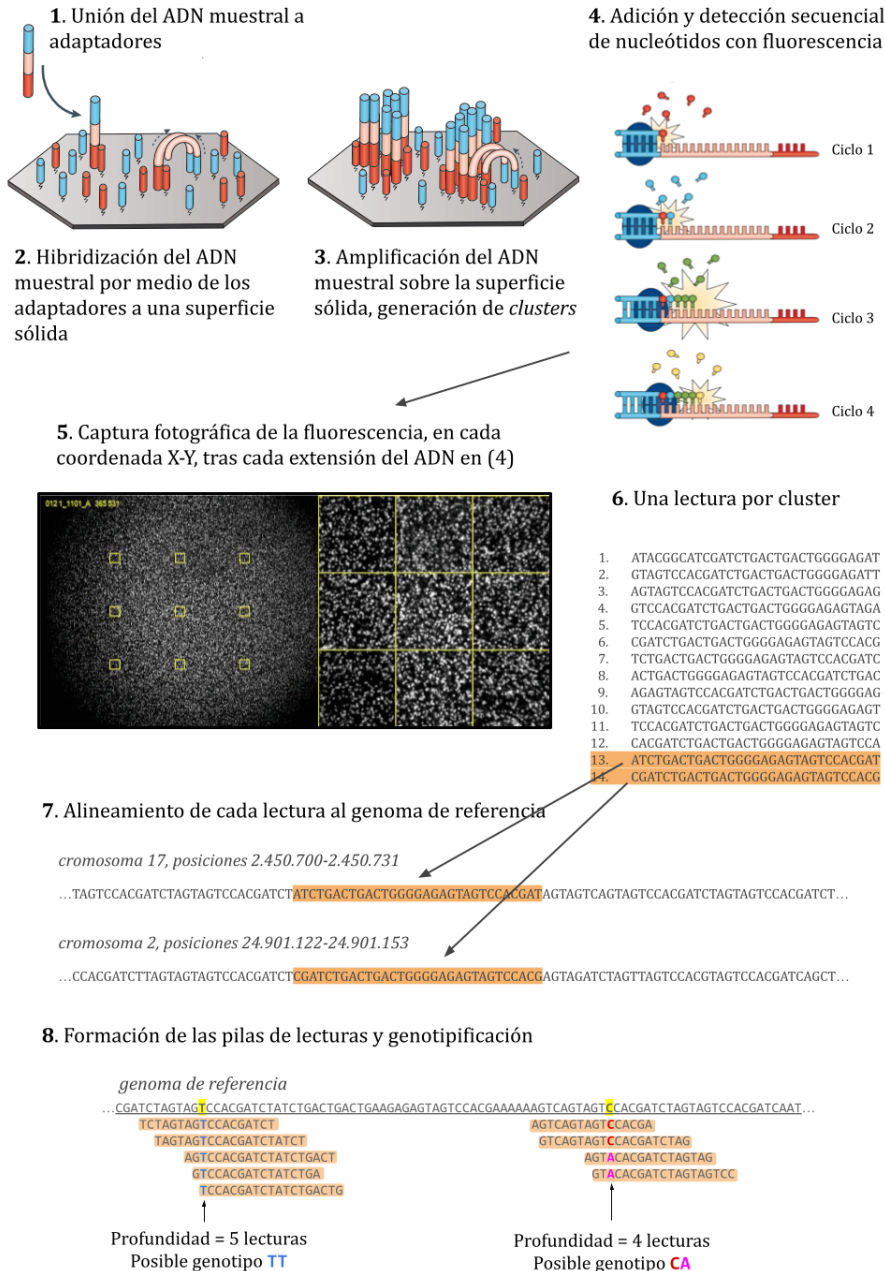 1. Unión del ADN muestral a
adaptadores
4. Adición y detección secuencial
de nucleótidos con fluorescencia
Ciclo 1
Ciclo 2
Ciclo 3
Ciclo 4
2. Hibridización del ADN
muestral por medio de los
adaptadores a una superficie
sólida
3. Amplificación del ADN
muestral sobre la superficie
sólida, generación de clusters
5. Captura fotográfica de la fluorescencia, en cada
coordenada X-Y, tras cada extensión del ADN en (4)
6. Una lectura por cluster
1. ATACGGCATCGATCTGACTGACTGGGGAGAT
2. GTAGTCCACGATCTGACTGACTGGGGAGATT
3. AGTAGTCCACGATCTGACTGACTGGGGAGAG
4. GTCCACGATCTGACTGACTGGGGAGAGTAGA
5. TCCACGATCTGACTGACTGGGGAGAGTAGTC
6. CGATCTGACTGACTGGGGAGAGTAGTCCACG
7. TCTGACTGACTGGGGAGAGTAGTCCACGATC
8. ACTGACTGGGGAGAGTAGTCCACGATCTGAC
9. AGAGTAGTCCACGATCTGACTGACTGGGGAG
10. GTAGTCCACGATCTGACTGACTGGGGAGAGT
11. TCCACGATCTGACTGACTGGGGAGAGTAGTC
12. CACGATCTGACTGACTGGGGAGAGTAGTCCA
13. ATCTGACTGACTGGGGAGAGTAGTCCACGAT
14. CGATCTGACTGACTGGGGAGAGTAGTCCACG
7. Alineamiento de cada lectura al genoma de referencia
cromosoma 17, posiciones 2.450.700-2.450.731
...TAGTCCACGATCTAGTAGTCCACGATCTATCTGACTGACTGGGGAGAGTAGTCCACGATAGTAGTCAGTAGTCCACGATCTAGTAGTCCACGATCT...
cromosoma 2, posiciones 24.901.122-24.901.153
...CCACGATCTTAGTAGTAGTCCACGATCTCGATCTGACTGACTGGGGAGAGTAGTCCACGAGTAGATCTAGTTAGTCCACGTAGTCCACGATCAGCT...
8. Formación de las pilas de lecturas y genotipificación
genoma de referencia
...CGATCTAGTAGTCCACGATCTATCTGACTGACTGAAGAGAGTAGTCCACGAAAAAAGTCAGTAGTCCACGATCTAGTAGTCCACGATCAAT...
TCTAGTAGTCCACGATCT
AGTCAGTAGTCCACGA
TAGTAGTCCACGATCTATCT
GTCAGTAGTCCACGATCTAG
AGTCCACGATCTATCTGACT
AGTACACGATCTAGTAG
GTCCACGATCTATCTGA
GTACACGATCTAGTAGTCC
TCCACGATCTATCTGACTG
Profundidad = 5 lecturas
Posible genotipo TT
Profundidad = 4 lecturas
Posible genotipo CA